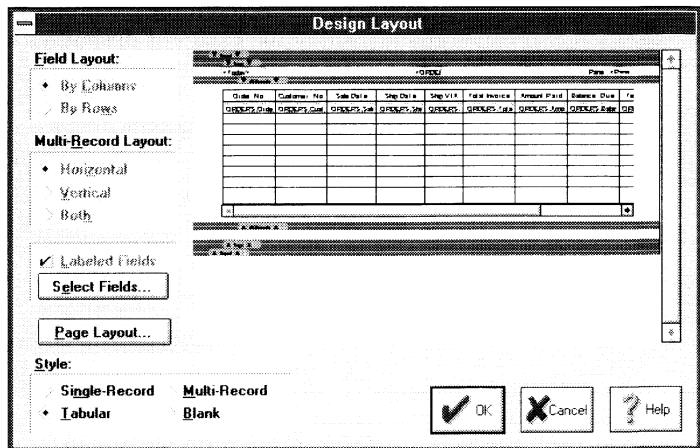 Design Layout
Field Layout:
By Columns
By Rows
Multi-Record Layout:
Horizontal
Vertical
Both
Labeled Fields
Select Fields...
Page Layout...
Style:
Single-Record Multi-Record
Tabular Blank
Order No Customer No Sale Date Ship Date Ship VIA Total Invoice Amount Paid Balance Due
OK Cancel Help